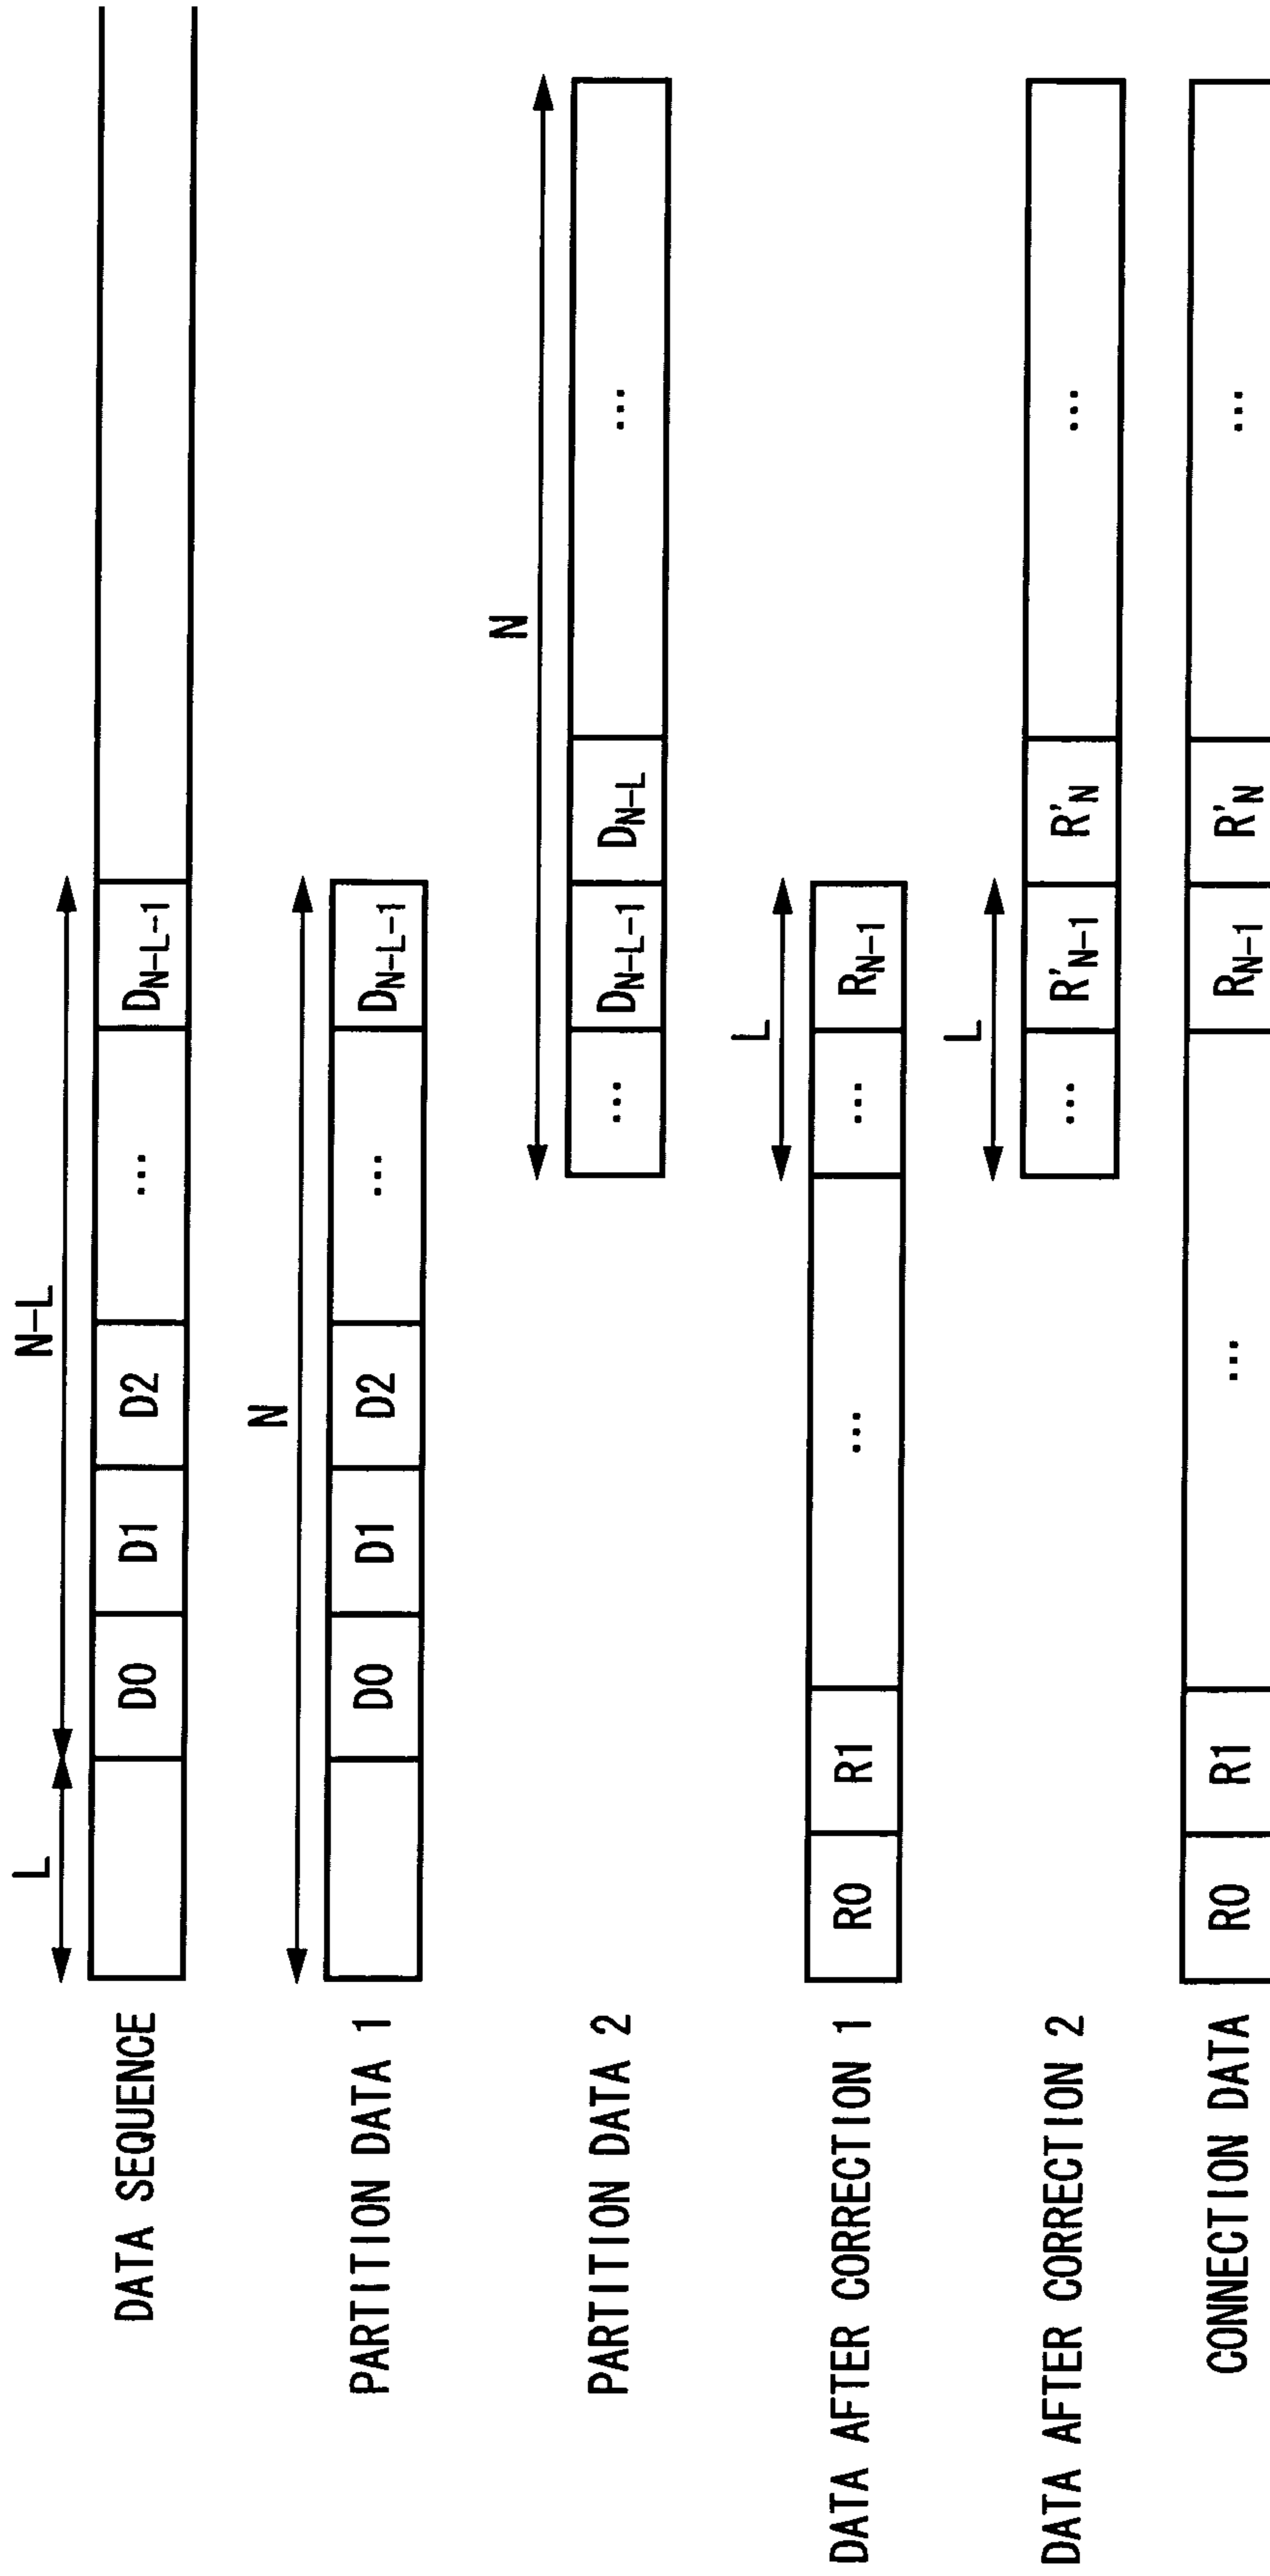 L N-L
DATA SEQUENCE D0 D1 D2 ... DN-L-1
N
PARTITION DATA 1 D0 D1 D2 ... DN-L-1
N
PARTITION DATA 2 ... DN-L-1 DN-L ...
L
DATA AFTER CORRECTION 1 R0 R1 ... ... RN-1
L
DATA AFTER CORRECTION 2 ... R'N-1 R'N ...
CONNECTION DATA R0 R1 ... RN-1 R'N ...